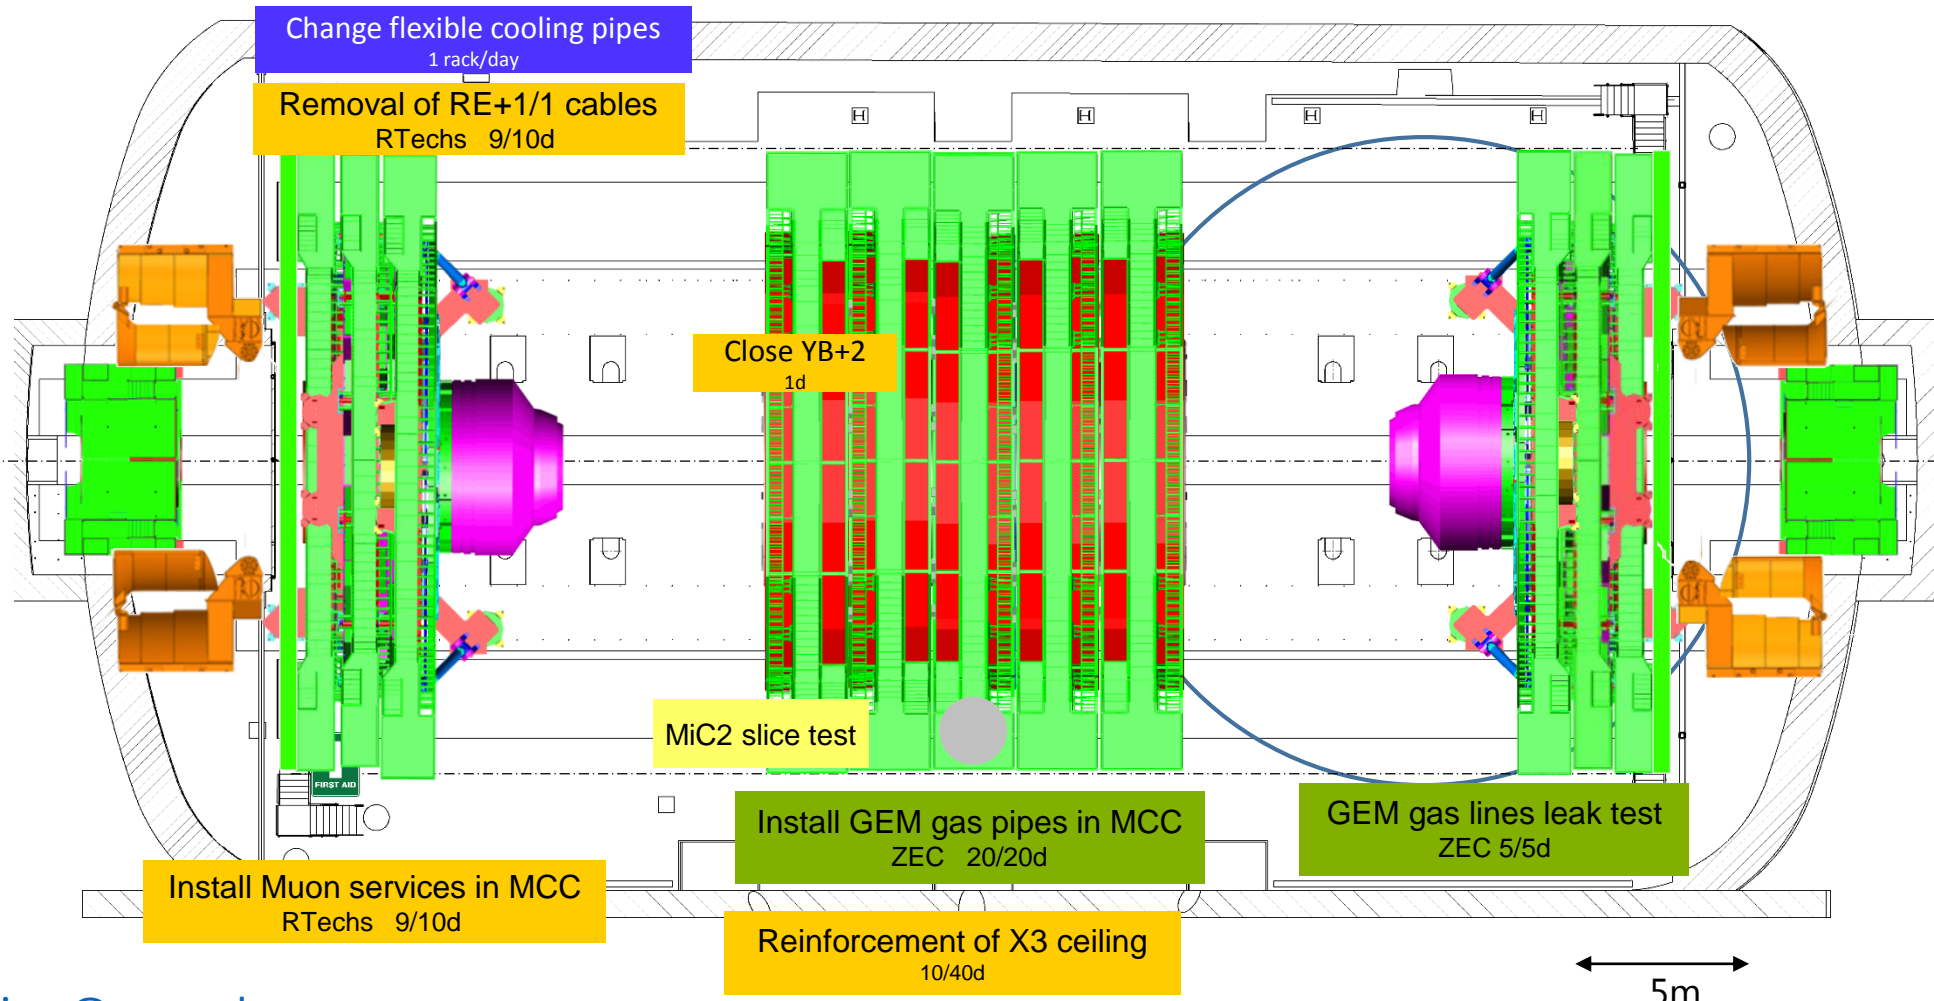 Change flexible cooling pipes
1 rack/day
Removal of RE+1/1 cables
RTechs 9/10d
H
H
H
H
Close YB+2
1d
MiC2 slice test
FIRST AID
Install GEM gas pipes in MCC
ZEC 20/20d
GEM gas lines leak test
ZEC 5/5d
Install Muon services in MCC
RTechs 9/10d
Reinforcement of X3 ceiling
10/40d
5m